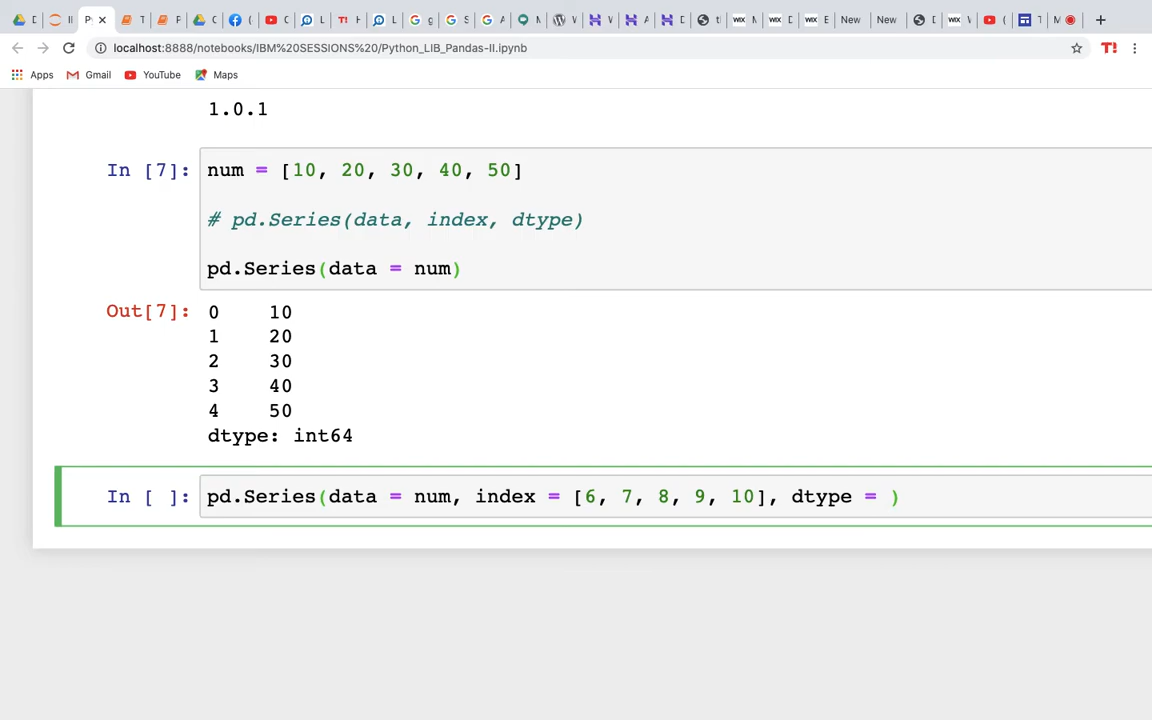 localhost:8888/notebooks/IBM%20SESSIONS%20/Python_LIB_Pandas-II.ipynb
Apps Gmail YouTube Maps
1.0.1
In [7]: num = [10, 20, 30, 40, 50]
# pd.Series(data, index, dtype)
pd.Series(data = num)
Out[7]: 0 10
1 20
2 30
3 40
4 50
dtype: int64
In [ ]: pd.Series(data = num, index = [6, 7, 8, 9, 10], dtype = )